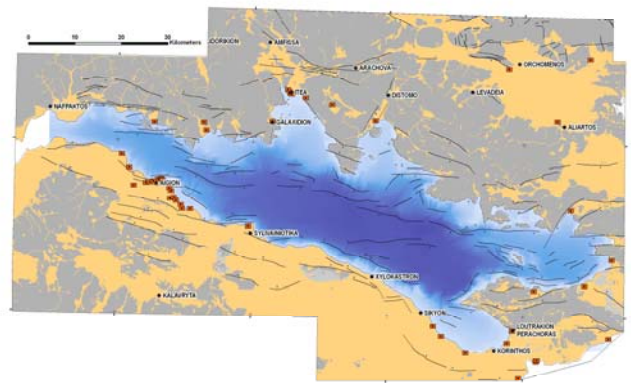 0 10 20 30
Kilometers
AMFISSA
ARACHOVA
ORCHOMENOS
ITEA
DISTOMO
LEVADEIA
NAFPAKTOS
GALAXIDION
ALIARTOS
AIGION
SYLIVAINIOTIKA
XYLOKASTRON
KALAVRYTA
SIKYON
LOUTRAKION
PERACHORAS
KORINTHOS